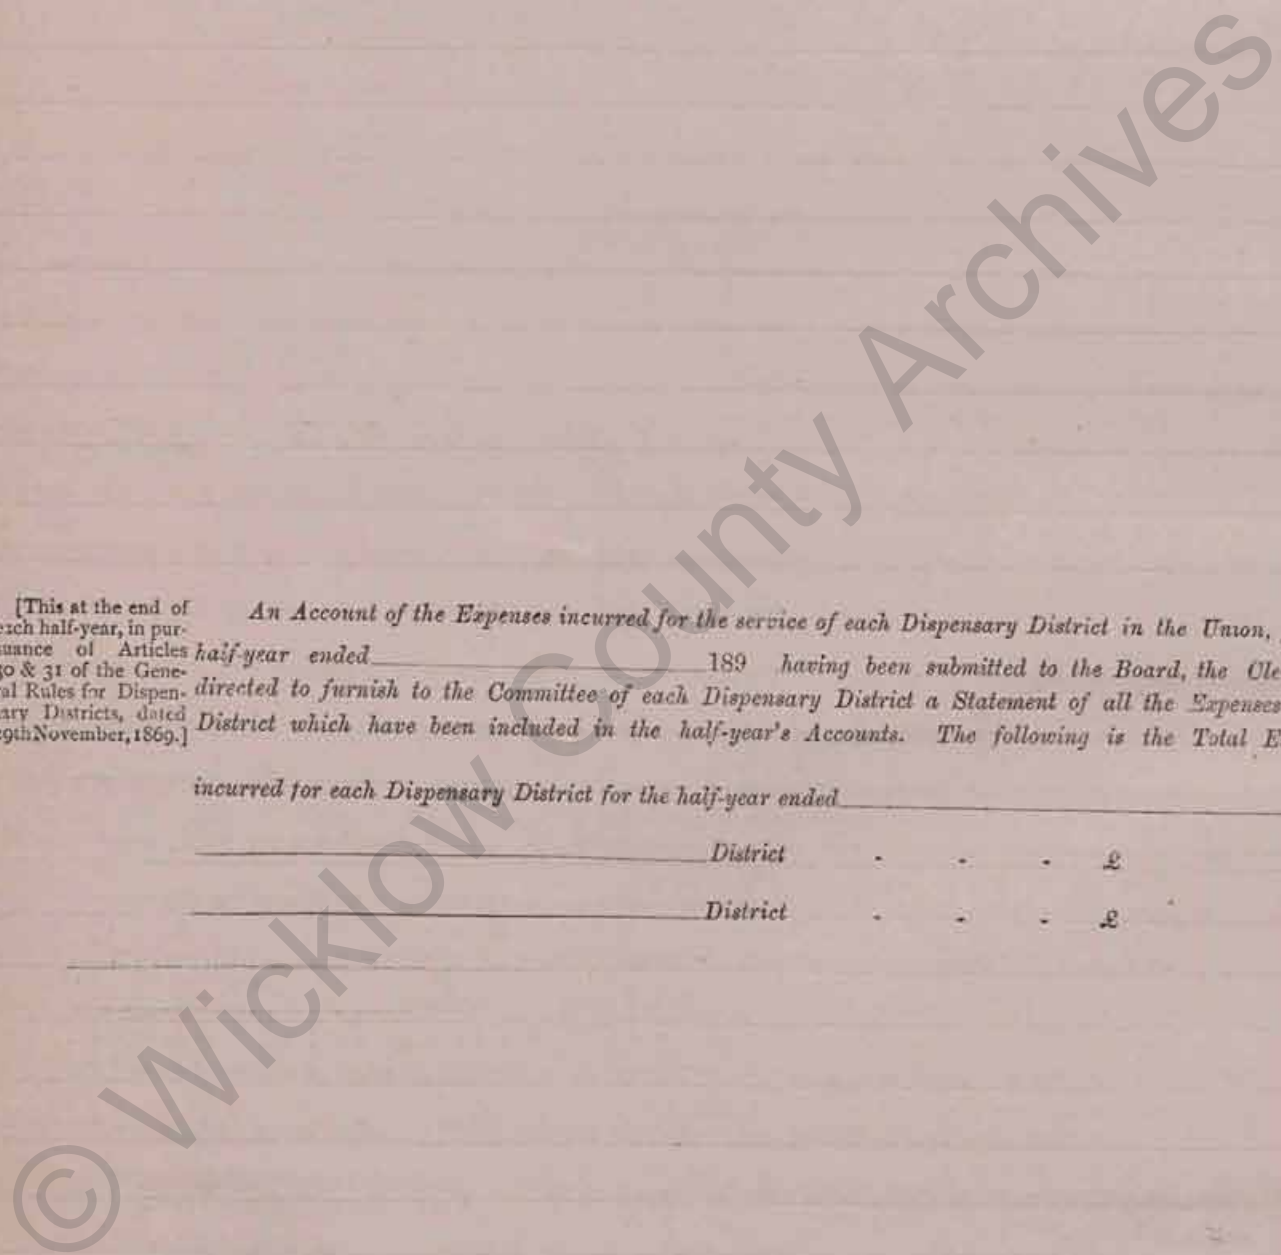 [This at the end of
each half-year, in pur-
suance of Articles
30 & 31 of the Gene-
ral Rules for Dispen-
sary Districts, dated
9thNovember, 1869.]
An Account of the Expenses incurred for the service of each Dispensary District in the Union,
half-year ended 189 having been submitted to the Board, the Cle
directed to furnish to the Committee of each Dispensary District a Statement of all the Expenses
District which have been included in the half-year's Accounts. The following is the Total E
incurred for each Dispensary District for the half-year ended
District - - - £
District - - - £
© Wicklow County Archives